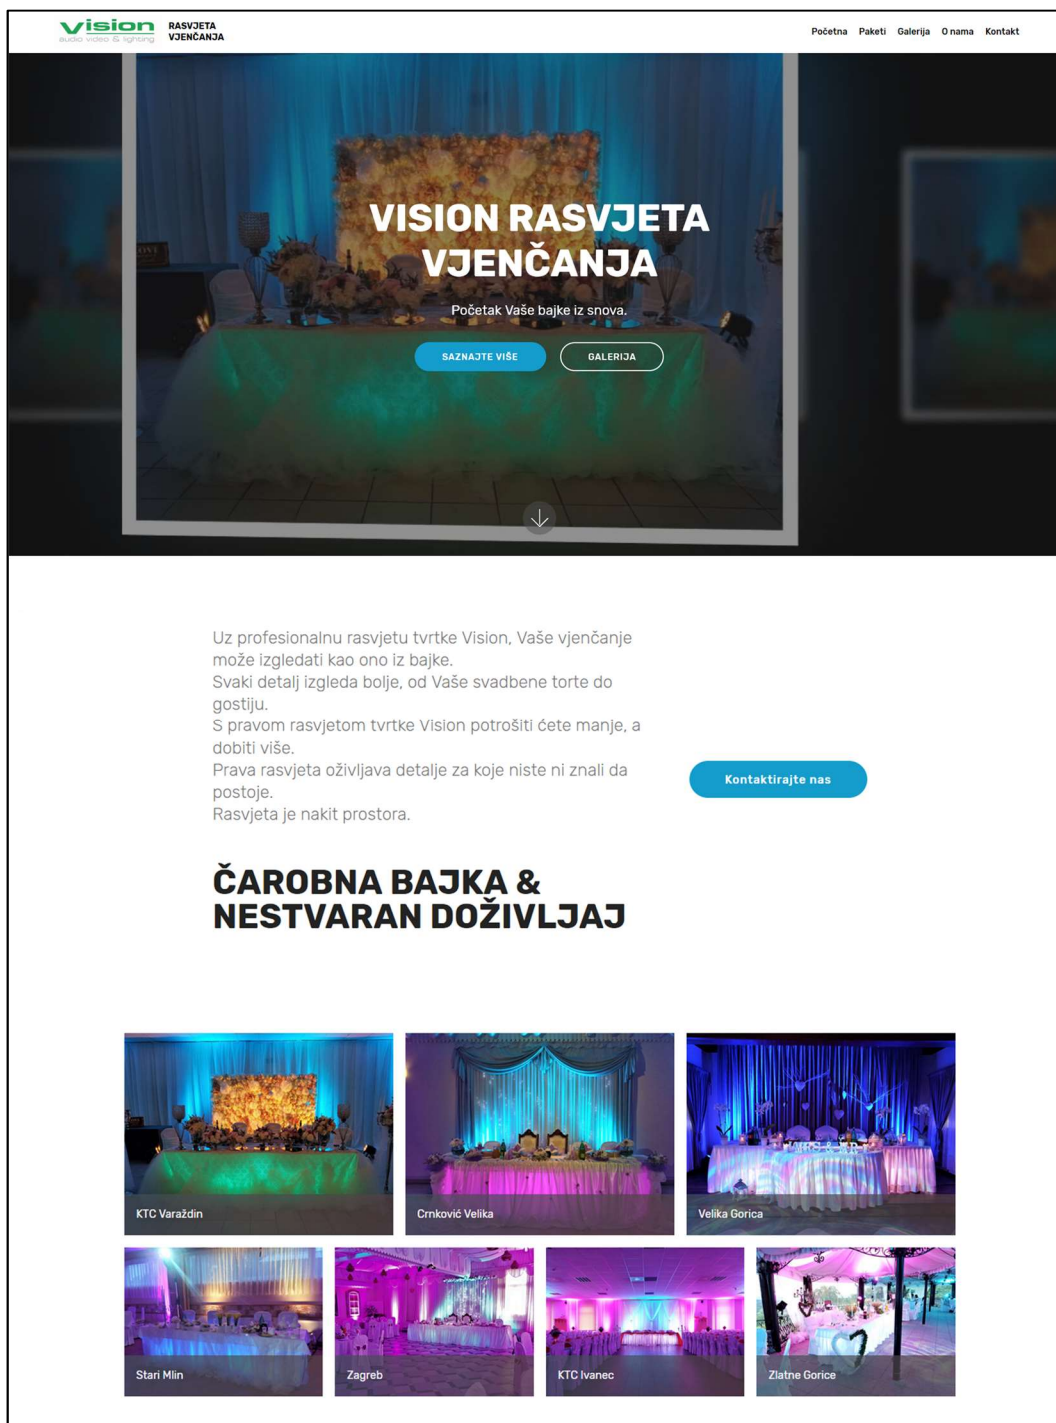 Vision
audio video & lighting
RASVJETA
VJENČANJA
Početna Paketi Galerija O nama Kontakt
VISION RASVJETA
VJENČANJA
Početak Vaše bajke iz snova.
SAZNAJTE VIŠE
GALERIJA
Uz profesionalnu rasvjetu tvrtke Vision, Vaše vjenčanje
može izgledati kao ono iz bajke.
Svaki detalj izgleda bolje, od Vaše svadbene torte do
gostiju.
S pravom rasvjetom tvrtke Vision potrošiti ćete manje, a
dobiti više.
Prava rasvjeta oživljava detalje za koje niste ni znali da
postoje.
Rasvjeta je nakit prostora.
Kontaktirajte nas
ČAROBNA BAJKA &
NESTVARAN DOŽIVLJAJ
KTC Varaždin
Crnković Velika
Velika Gorica
Stari Mlin
Zagreb
KTC Ivanec
Zlatne Gorice